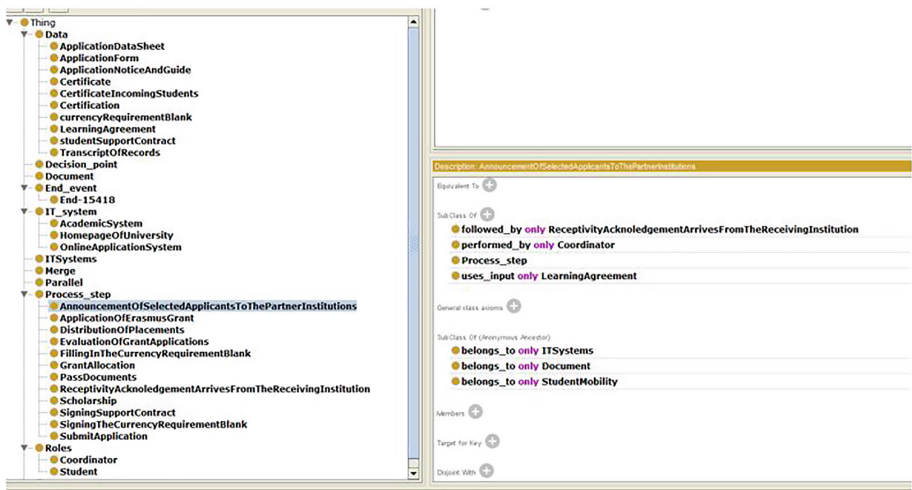 Thing
Data
ApplicationDataSheet
ApplicationForm
ApplicationNoticeAndGuide
Certificate
CertificateIncomingStudents
Certification
currencyRequirementBlank
LearningAgreement
studentSupportContract
TranscriptOfRecords
Decision_point
Document
End_event
End-15418
IT_system
AcademicSystem
HomepageOfUniversity
OnlineApplicationSystem
ITSystems
Merge
Parallel
Process_step
AnnouncementOfSelectedApplicantsToThePartnerInstitutions
ApplicationOfErasmusGrant
DistributionOfPlacements
EvaluationOfGrantApplications
FillingInTheCurrencyRequirementBlank
GrantAllocation
PassDocuments
ReceptivityAcknoledgementArrivesFromTheReceivingInstitution
Scholarship
SigningSupportContract
SigningTheCurrencyRequirementBlank
SubmitApplication
Roles
Coordinator
Student
Description: AnnouncementOfSelectedApplicantsToThePartnerInstitutions
Equivalent To
SubClass Of
followed_by only ReceptivityAcknoledgementArrivesFromTheReceivingInstitution
performed_by only Coordinator
Process_step
uses_input only LearningAgreement
General class axioms
SubClass Of (Anonymous Ancestor)
belongs_to only ITSystems
belongs_to only Document
belongs_to only StudentMobility
Members
Target for Key
Disjoint With